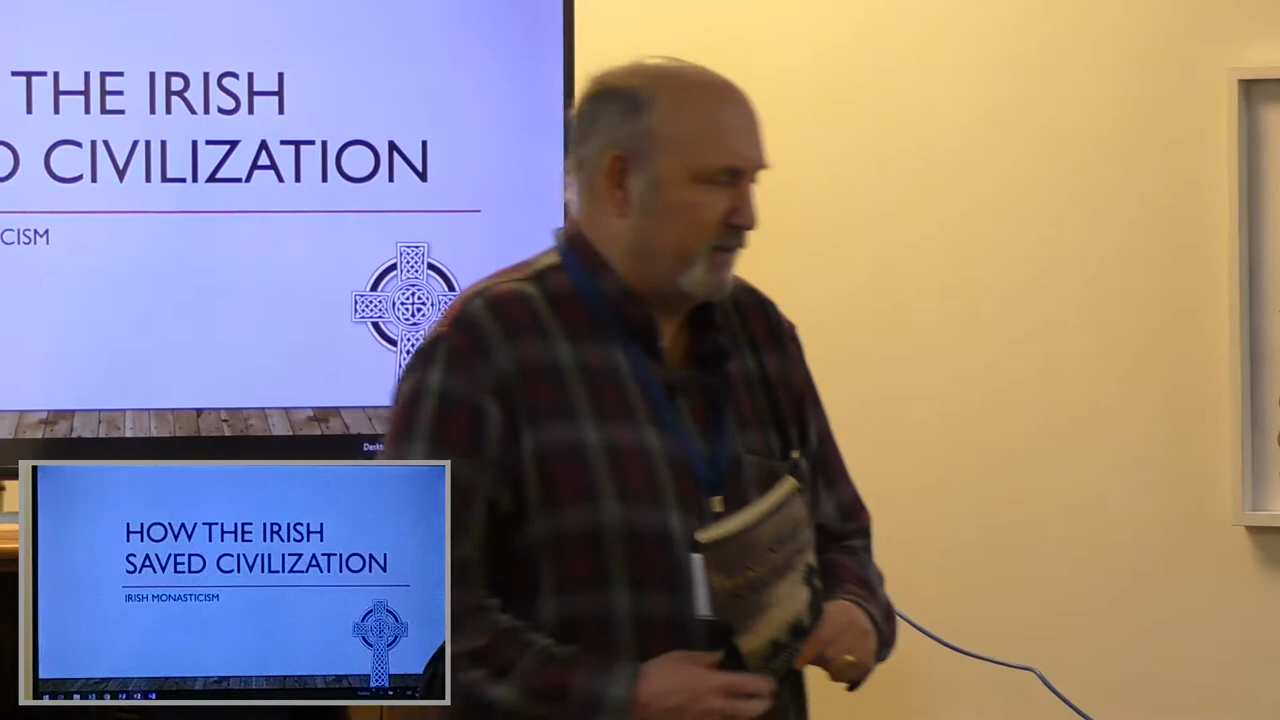 THE IRISH
CIVILIZATION
CISM
HOW THE IRISH
SAVED CIVILIZATION
IRISH MONASTICISM